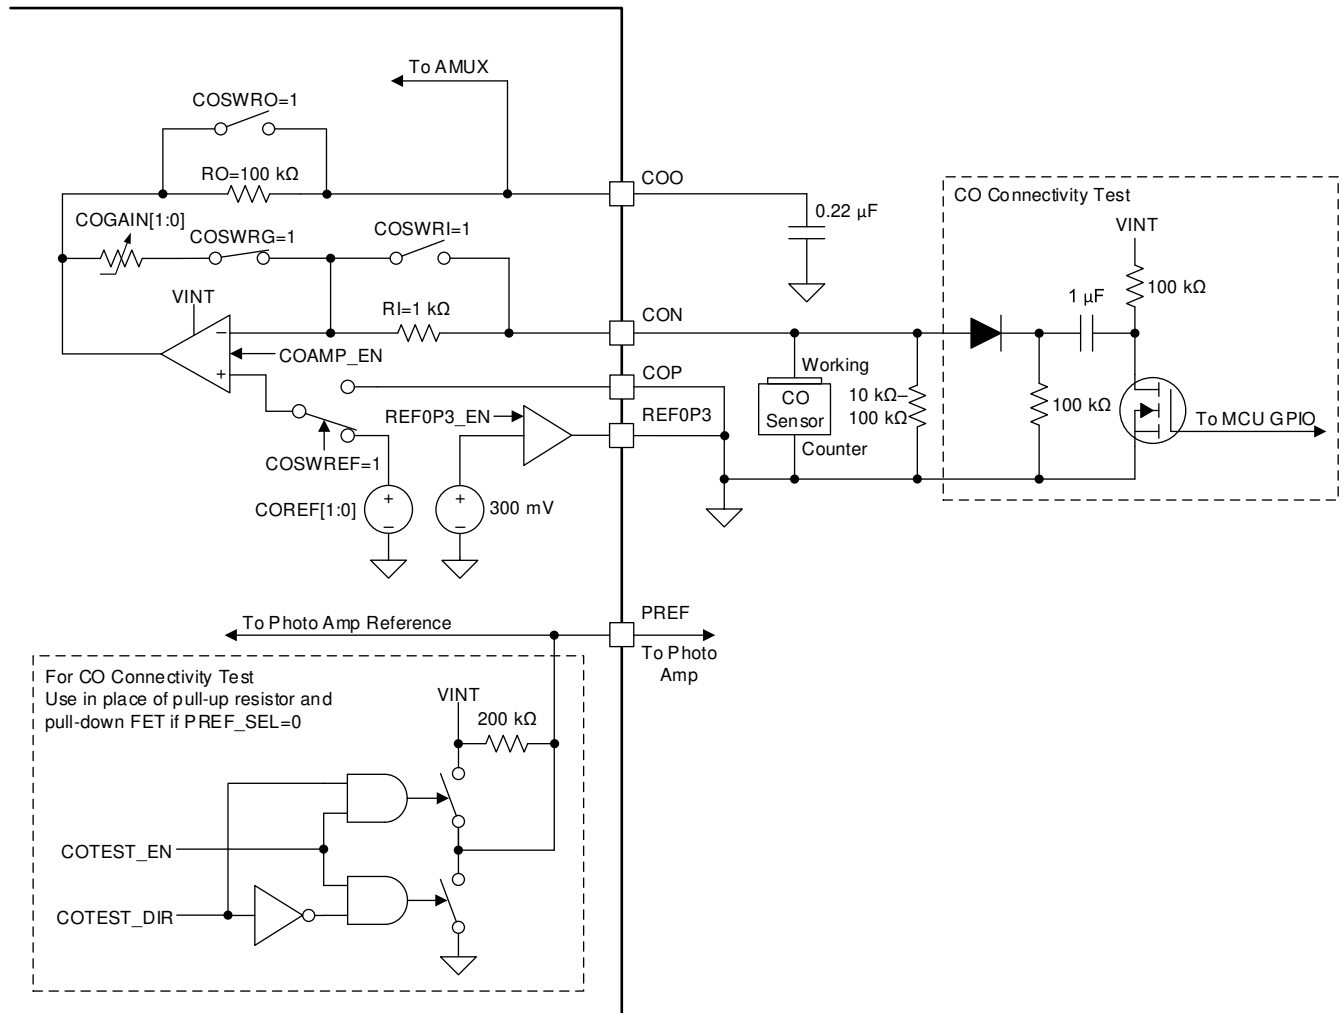 To AMUX
COSWRO=1
RO=100 kΩ
COO
0.22 µF
CO Connectivity Test
VINT
100 kΩ
1 µF
COGAIN[1:0]
COSWRG=1
COSWRI=1
VINT
RI=1 kΩ
CON
−
+
COAMP_EN
COP
Working
CO
Sensor
Counter
10 kΩ–
100 kΩ
100 kΩ
To MCU GPIO
REF0P3_EN
REF0P3
COSWREF=1
COREF[1:0]
+
−
+
−
300 mV
PREF
To Photo Amp Reference
To Photo
Amp
For CO Connectivity Test
Use in place of pull-up resistor and
pull-down FET if PREF_SEL=0
VINT
200 kΩ
COTEST_EN
COTEST_DIR